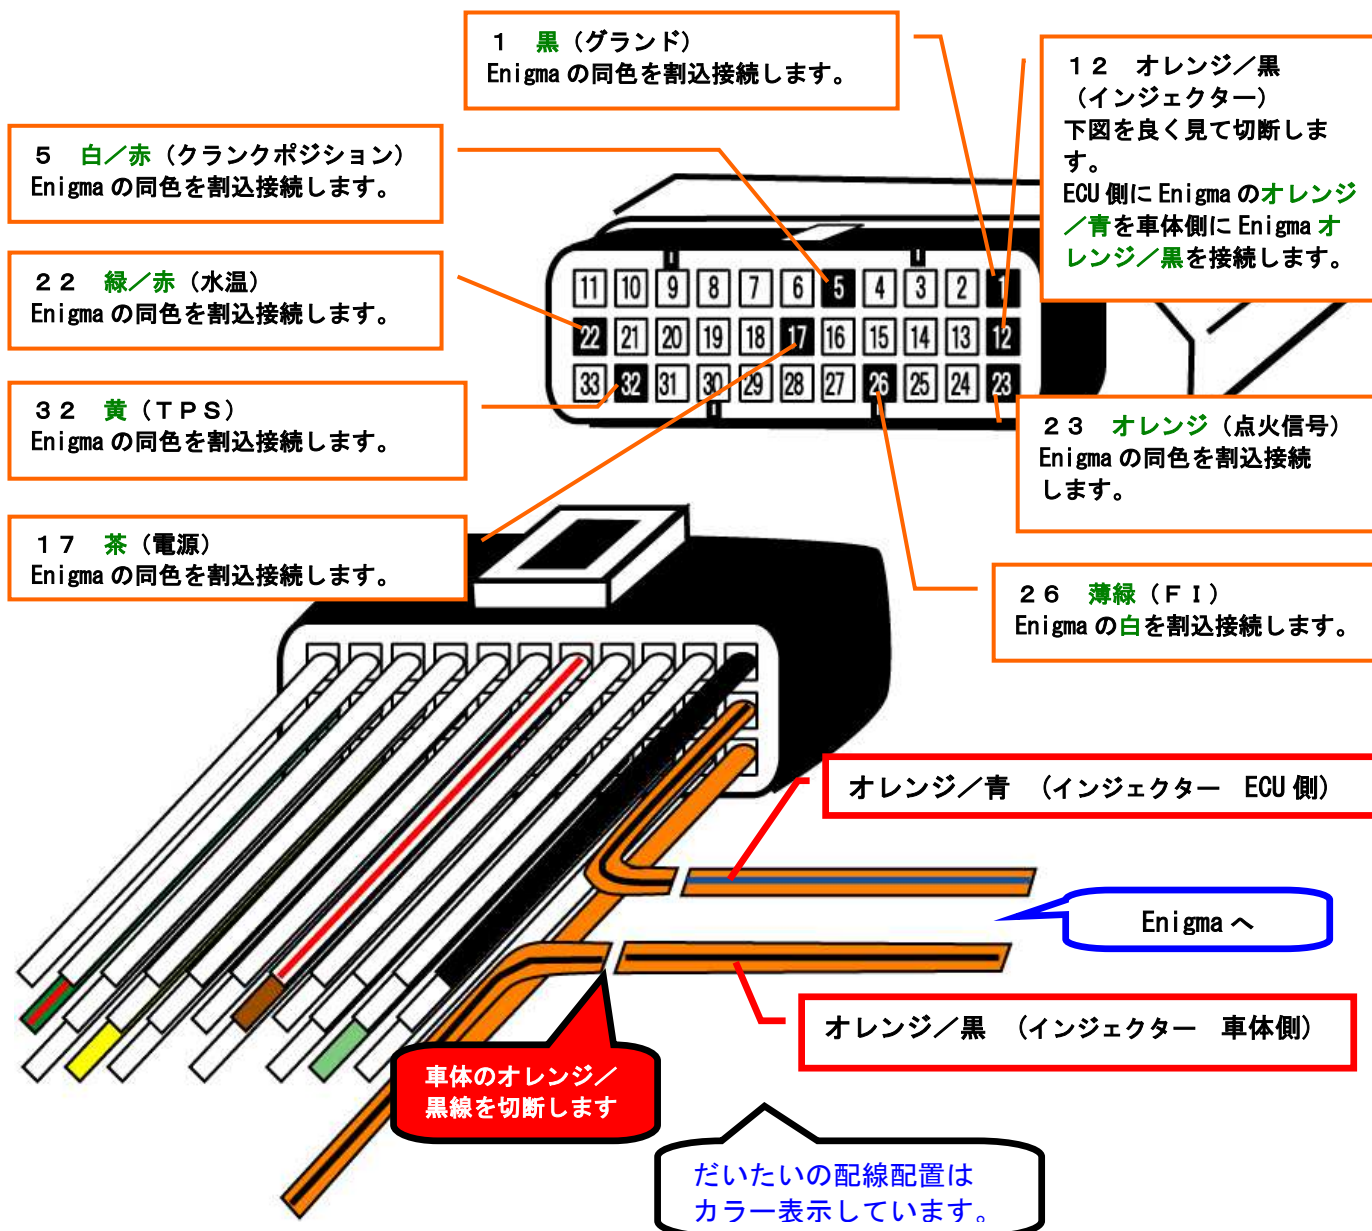 1 黒（グランド）
Enigma の同色を割込接続します。
12 オレンジ／黒
（インジェクター）
下図を良く見て切断しま
す。
ECU 側に Enigma のオレンジ
／青を車体側に Enigma オ
レンジ／黒を接続します。
5 白／赤（クランクポジション）
Enigma の同色を割込接続します。
22 緑／赤（水温）
Enigma の同色を割込接続します。
32 黄（TPS）
Enigma の同色を割込接続します。
17 茶（電源）
Enigma の同色を割込接続します。
11 10 9 8 7 6 5 4 3 2 1
22 21 20 19 18 17 16 15 14 13 12
33 32 31 30 29 28 27 26 25 24 23
23 オレンジ（点火信号）
Enigma の同色を割込接続
します。
26 薄緑（FI）
Enigma の白を割込接続します。
オレンジ／青 （インジェクター ECU 側）
Enigma へ
オレンジ／黒 （インジェクター 車体側）
車体のオレンジ／
黒線を切断します
だいたいの配線配置は
カラー表示しています。